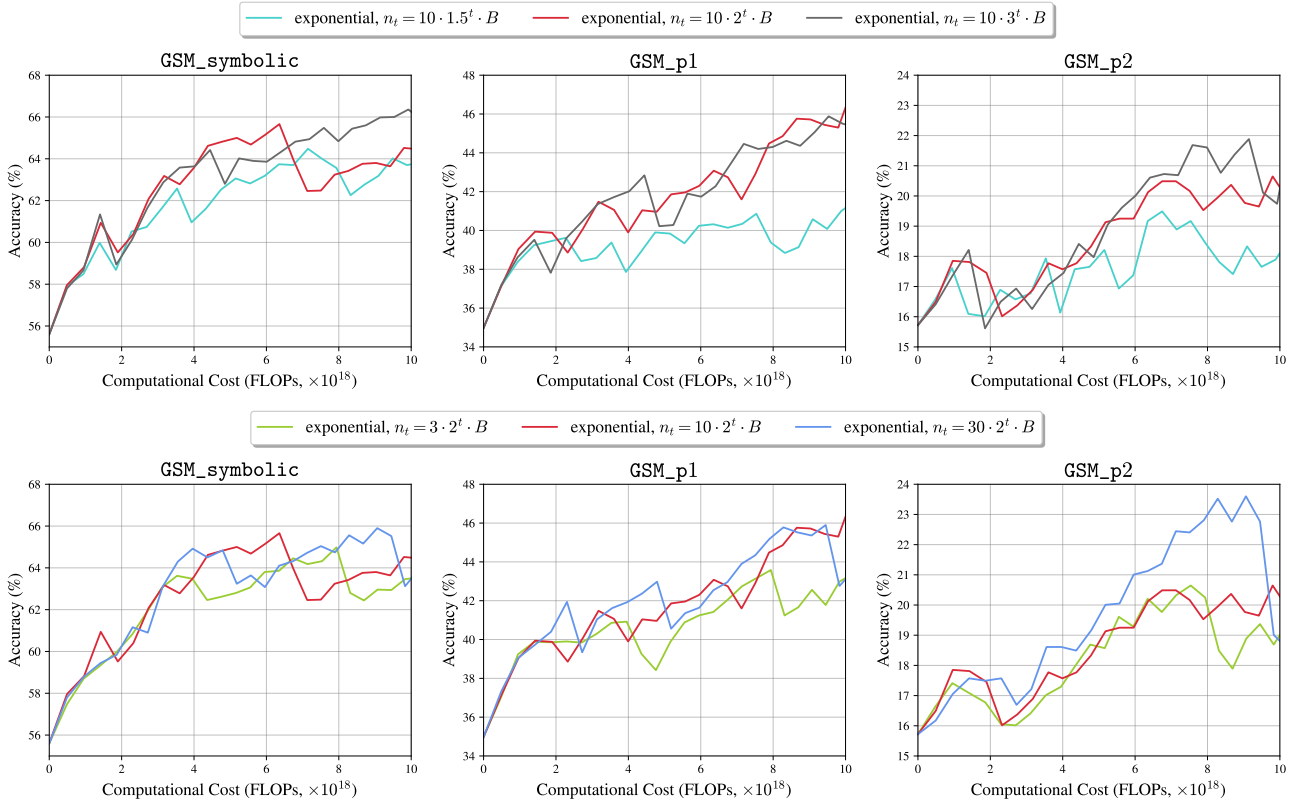 exponential, n_t = 10 · 1.5^t · B exponential, n_t = 10 · 2^t · B exponential, n_t = 10 · 3^t · B
GSM_symbolic GSM_p1 GSM_p2
68 48 24
66 46 23
64 44 22
62 42 21
60 40 20
58 38 19
56 36 18
34 17
16
15
Accuracy (%) Accuracy (%) Accuracy (%)
0 2 4 6 8 10 0 2 4 6 8 10 0 2 4 6 8 10
Computational Cost (FLOPs, ×10^18) Computational Cost (FLOPs, ×10^18) Computational Cost (FLOPs, ×10^18)
exponential, n_t = 3 · 2^t · B exponential, n_t = 10 · 2^t · B exponential, n_t = 30 · 2^t · B
GSM_symbolic GSM_p1 GSM_p2
68 48 24
66 46 23
64 44 22
62 42 21
60 40 20
58 38 19
56 36 18
34 17
16
15
Accuracy (%) Accuracy (%) Accuracy (%)
0 2 4 6 8 10 0 2 4 6 8 10 0 2 4 6 8 10
Computational Cost (FLOPs, ×10^18) Computational Cost (FLOPs, ×10^18) Computational Cost (FLOPs, ×10^18)